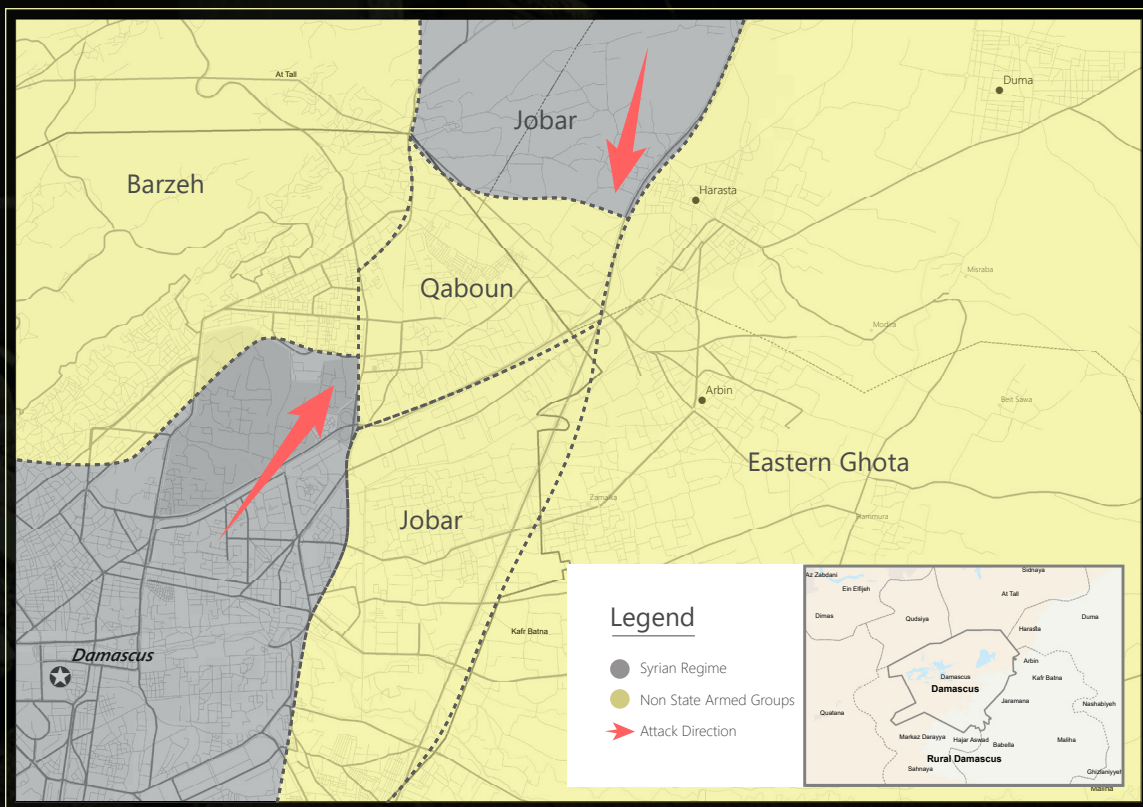 At Tall
Jobar
Duma
Barzeh
Harasta
Qaboun
Misraba
Modira
Arbin
Beit Sawa
Eastern Ghota
Zamalka
Jobar
Hammura
Kafr Batna
Damascus
Legend
Syrian Regime
Non State Armed Groups
Attack Direction
Az Zabdani
Sidnaya
Ein Elfijeh
At Tall
Dimas
Qudsiya
Duma
Harasta
Arbin
Damascus
Kafr Batna
Damascus
Jaramana
Nashabiyeh
Quatana
Markaz Darayya
Hajar Aswad
Babella
Maliha
Rural Damascus
Sahnaya
Ghizlaniyyeh
Maliha